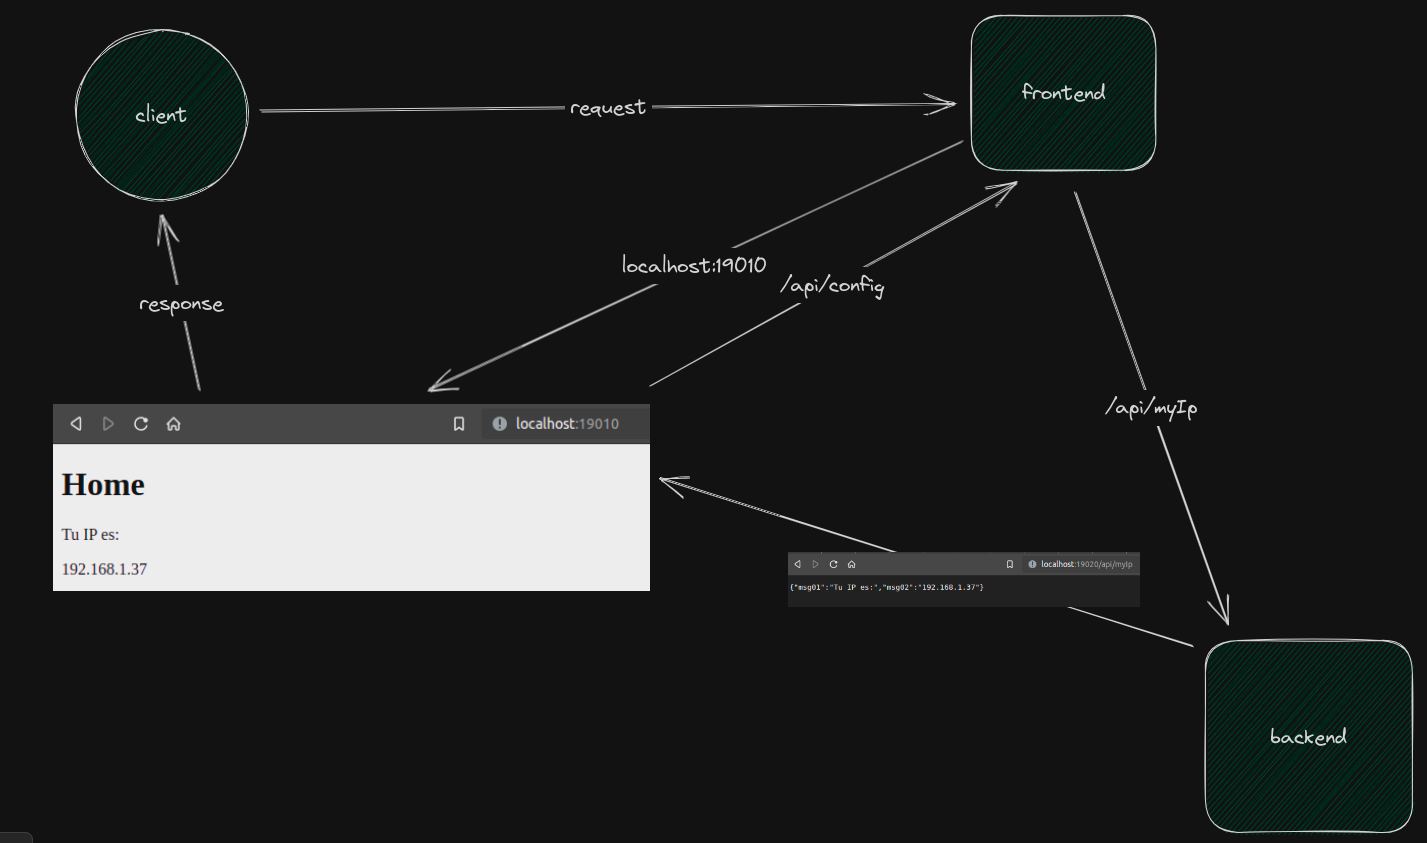 client
request
frontend
localhost:19010
/api/config
response
/api/myIp
localhost:19010
Home
Tu IP es:
192.168.1.37
localhost:19020/api/myIp
{"msg01":"Tu IP es:","msg02":"192.168.1.37"}
backend